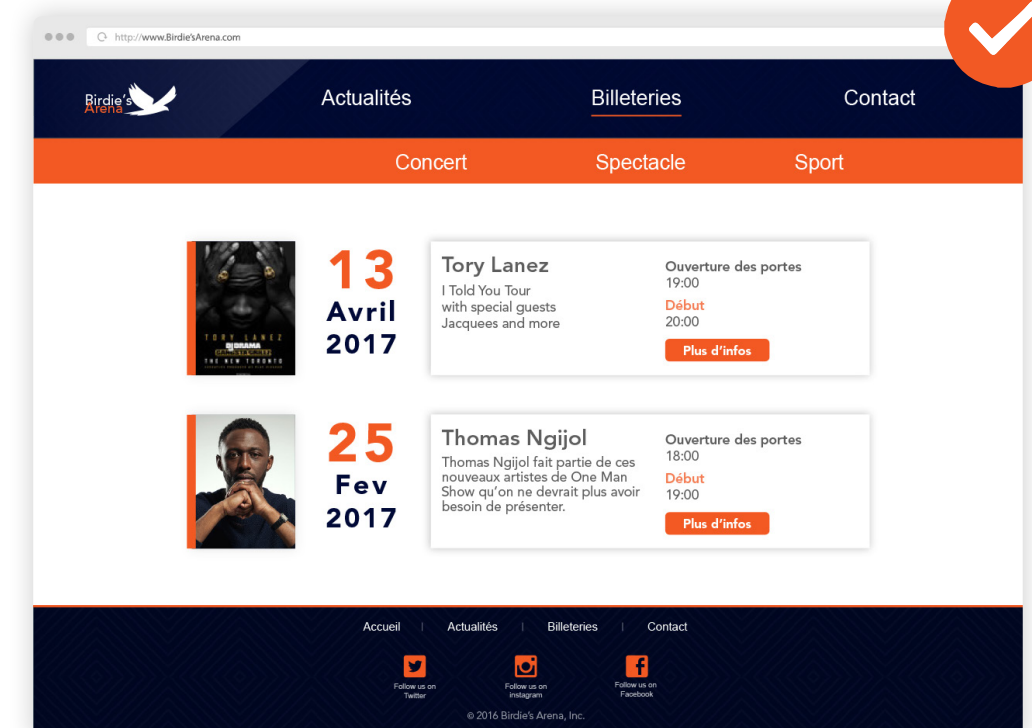 http://www.Birdie'sArena.com
Birdie's
Arena
Actualités Billeteries Contact
Concert Spectacle Sport
TORY LANEZ
DJ DRAMA
GANGSTA GRILLZ
THE NEW TORONTO
13
Avril
2017
Tory Lanez
I Told You Tour
with special guests
Jacquees and more
Ouverture des portes
19:00
Début
20:00
Plus d'infos
25
Fev
2017
Thomas Ngijol
Thomas Ngijol fait partie de ces
nouveaux artistes de One Man
Show qu'on ne devrait plus avoir
besoin de présenter.
Ouverture des portes
18:00
Début
19:00
Plus d'infos
Accueil | Actualités | Billeteries | Contact
Follow us on
Twitter
Follow us on
instagram
Follow us on
Facebook
© 2016 Birdie's Arena, Inc.